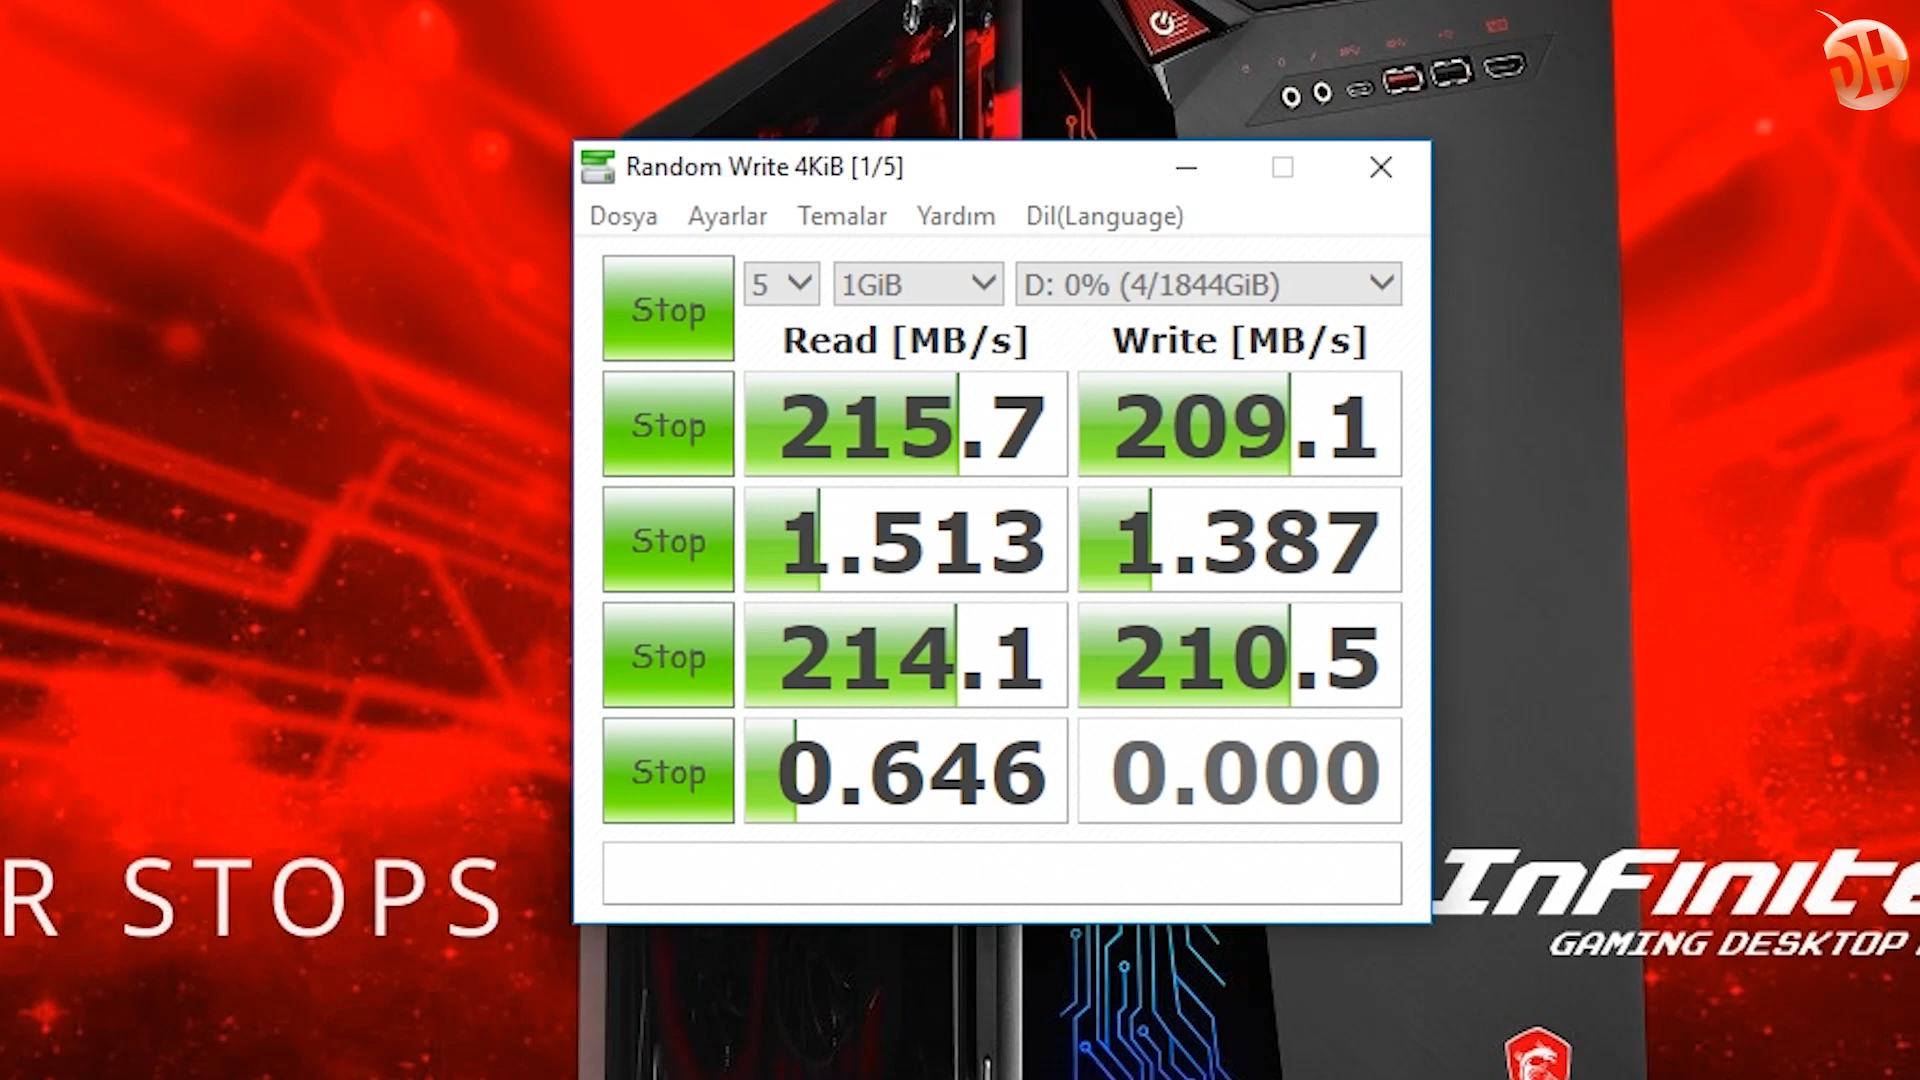 DH
Random Write 4KiB [1/5]
Dosya Ayarlar Temalar Yardım Dil(Language)
Stop 5 1GiB D: 0% (4/1844GiB)
Read [MB/s] Write [MB/s]
Stop 215.7 209.1
Stop 1.513 1.387
Stop 214.1 210.5
Stop 0.646 0.000
R STOPS
Infinite
GAMING DESKTOP